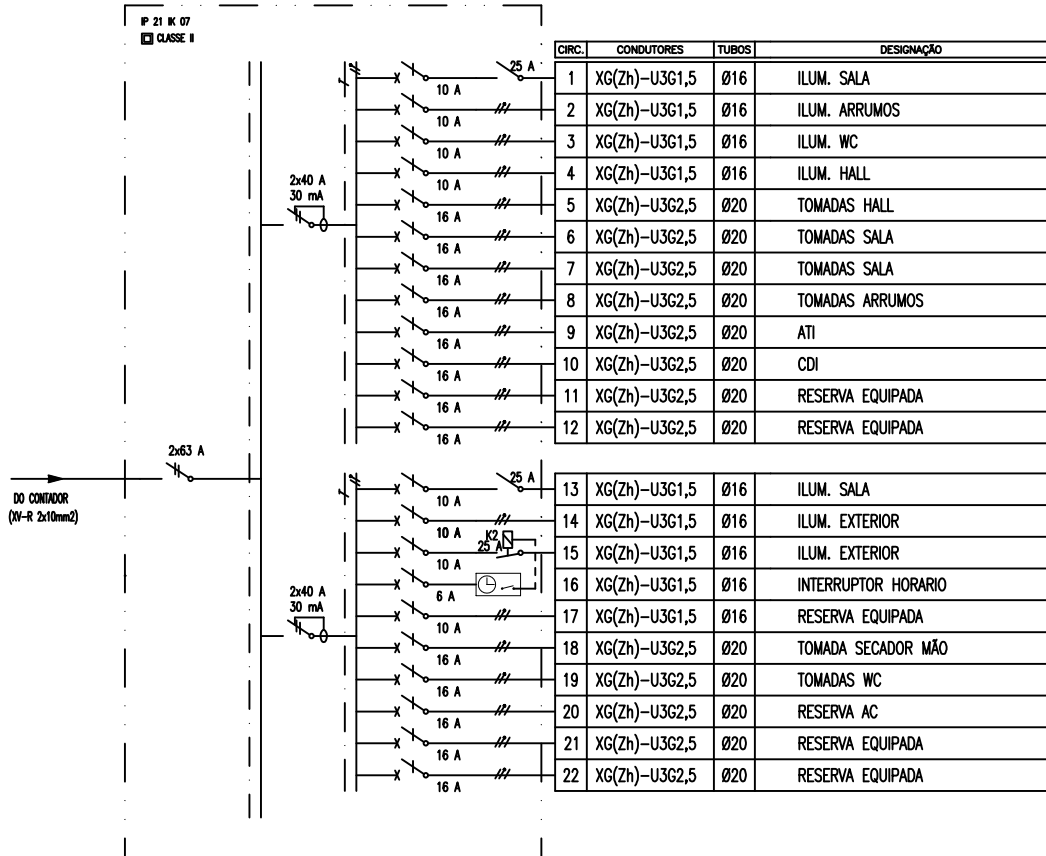 IP 21 IK 07
CLASSE II
CIRC. CONDUTORES TUBOS DESIGNAÇÃO
25 A
10 A
1 XG(Zh)-U3G1,5 Ø16 ILUM. SALA
10 A
2 XG(Zh)-U3G1,5 Ø16 ILUM. ARRUMOS
10 A
3 XG(Zh)-U3G1,5 Ø16 ILUM. WC
10 A
4 XG(Zh)-U3G1,5 Ø16 ILUM. HALL
2x40 A
30 mA
16 A
5 XG(Zh)-U3G2,5 Ø20 TOMADAS HALL
16 A
6 XG(Zh)-U3G2,5 Ø20 TOMADAS SALA
16 A
7 XG(Zh)-U3G2,5 Ø20 TOMADAS SALA
16 A
8 XG(Zh)-U3G2,5 Ø20 TOMADAS ARRUMOS
16 A
9 XG(Zh)-U3G2,5 Ø20 ATI
16 A
10 XG(Zh)-U3G2,5 Ø20 CDI
16 A
11 XG(Zh)-U3G2,5 Ø20 RESERVA EQUIPADA
16 A
12 XG(Zh)-U3G2,5 Ø20 RESERVA EQUIPADA
2x63 A
DO CONTADOR
(XV-R 2x10mm2)
25 A
10 A
13 XG(Zh)-U3G1,5 Ø16 ILUM. SALA
10 A
14 XG(Zh)-U3G1,5 Ø16 ILUM. EXTERIOR
K2
25 A
10 A
15 XG(Zh)-U3G1,5 Ø16 ILUM. EXTERIOR
6 A
16 XG(Zh)-U3G1,5 Ø16 INTERRUPTOR HORARIO
2x40 A
30 mA
10 A
17 XG(Zh)-U3G1,5 Ø16 RESERVA EQUIPADA
16 A
18 XG(Zh)-U3G2,5 Ø20 TOMADA SECADOR MÃO
16 A
19 XG(Zh)-U3G2,5 Ø20 TOMADAS WC
16 A
20 XG(Zh)-U3G2,5 Ø20 RESERVA AC
16 A
21 XG(Zh)-U3G2,5 Ø20 RESERVA EQUIPADA
16 A
22 XG(Zh)-U3G2,5 Ø20 RESERVA EQUIPADA